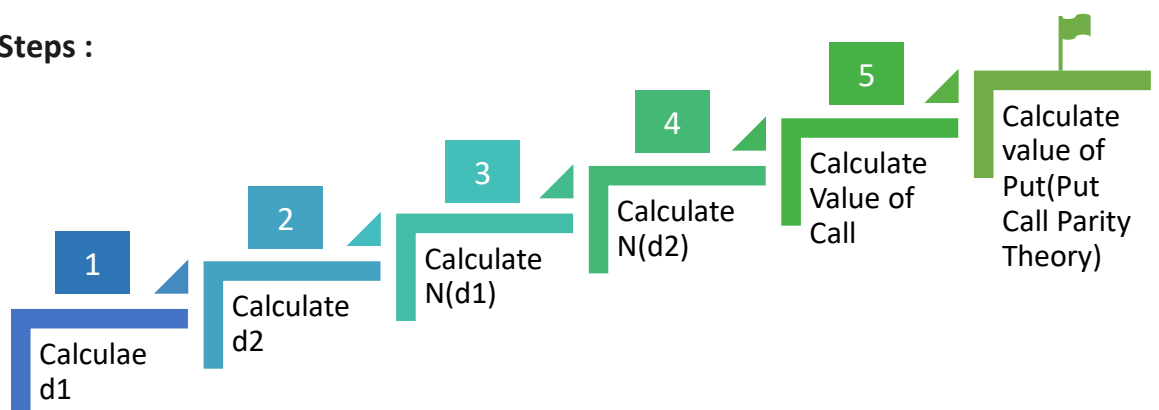 Steps :
1
Calculae
d1
2
Calculate
d2
3
Calculate
N(d1)
4
Calculate
N(d2)
5
Calculate
Value of
Call
Calculate
value of
Put(Put
Call Parity
Theory)